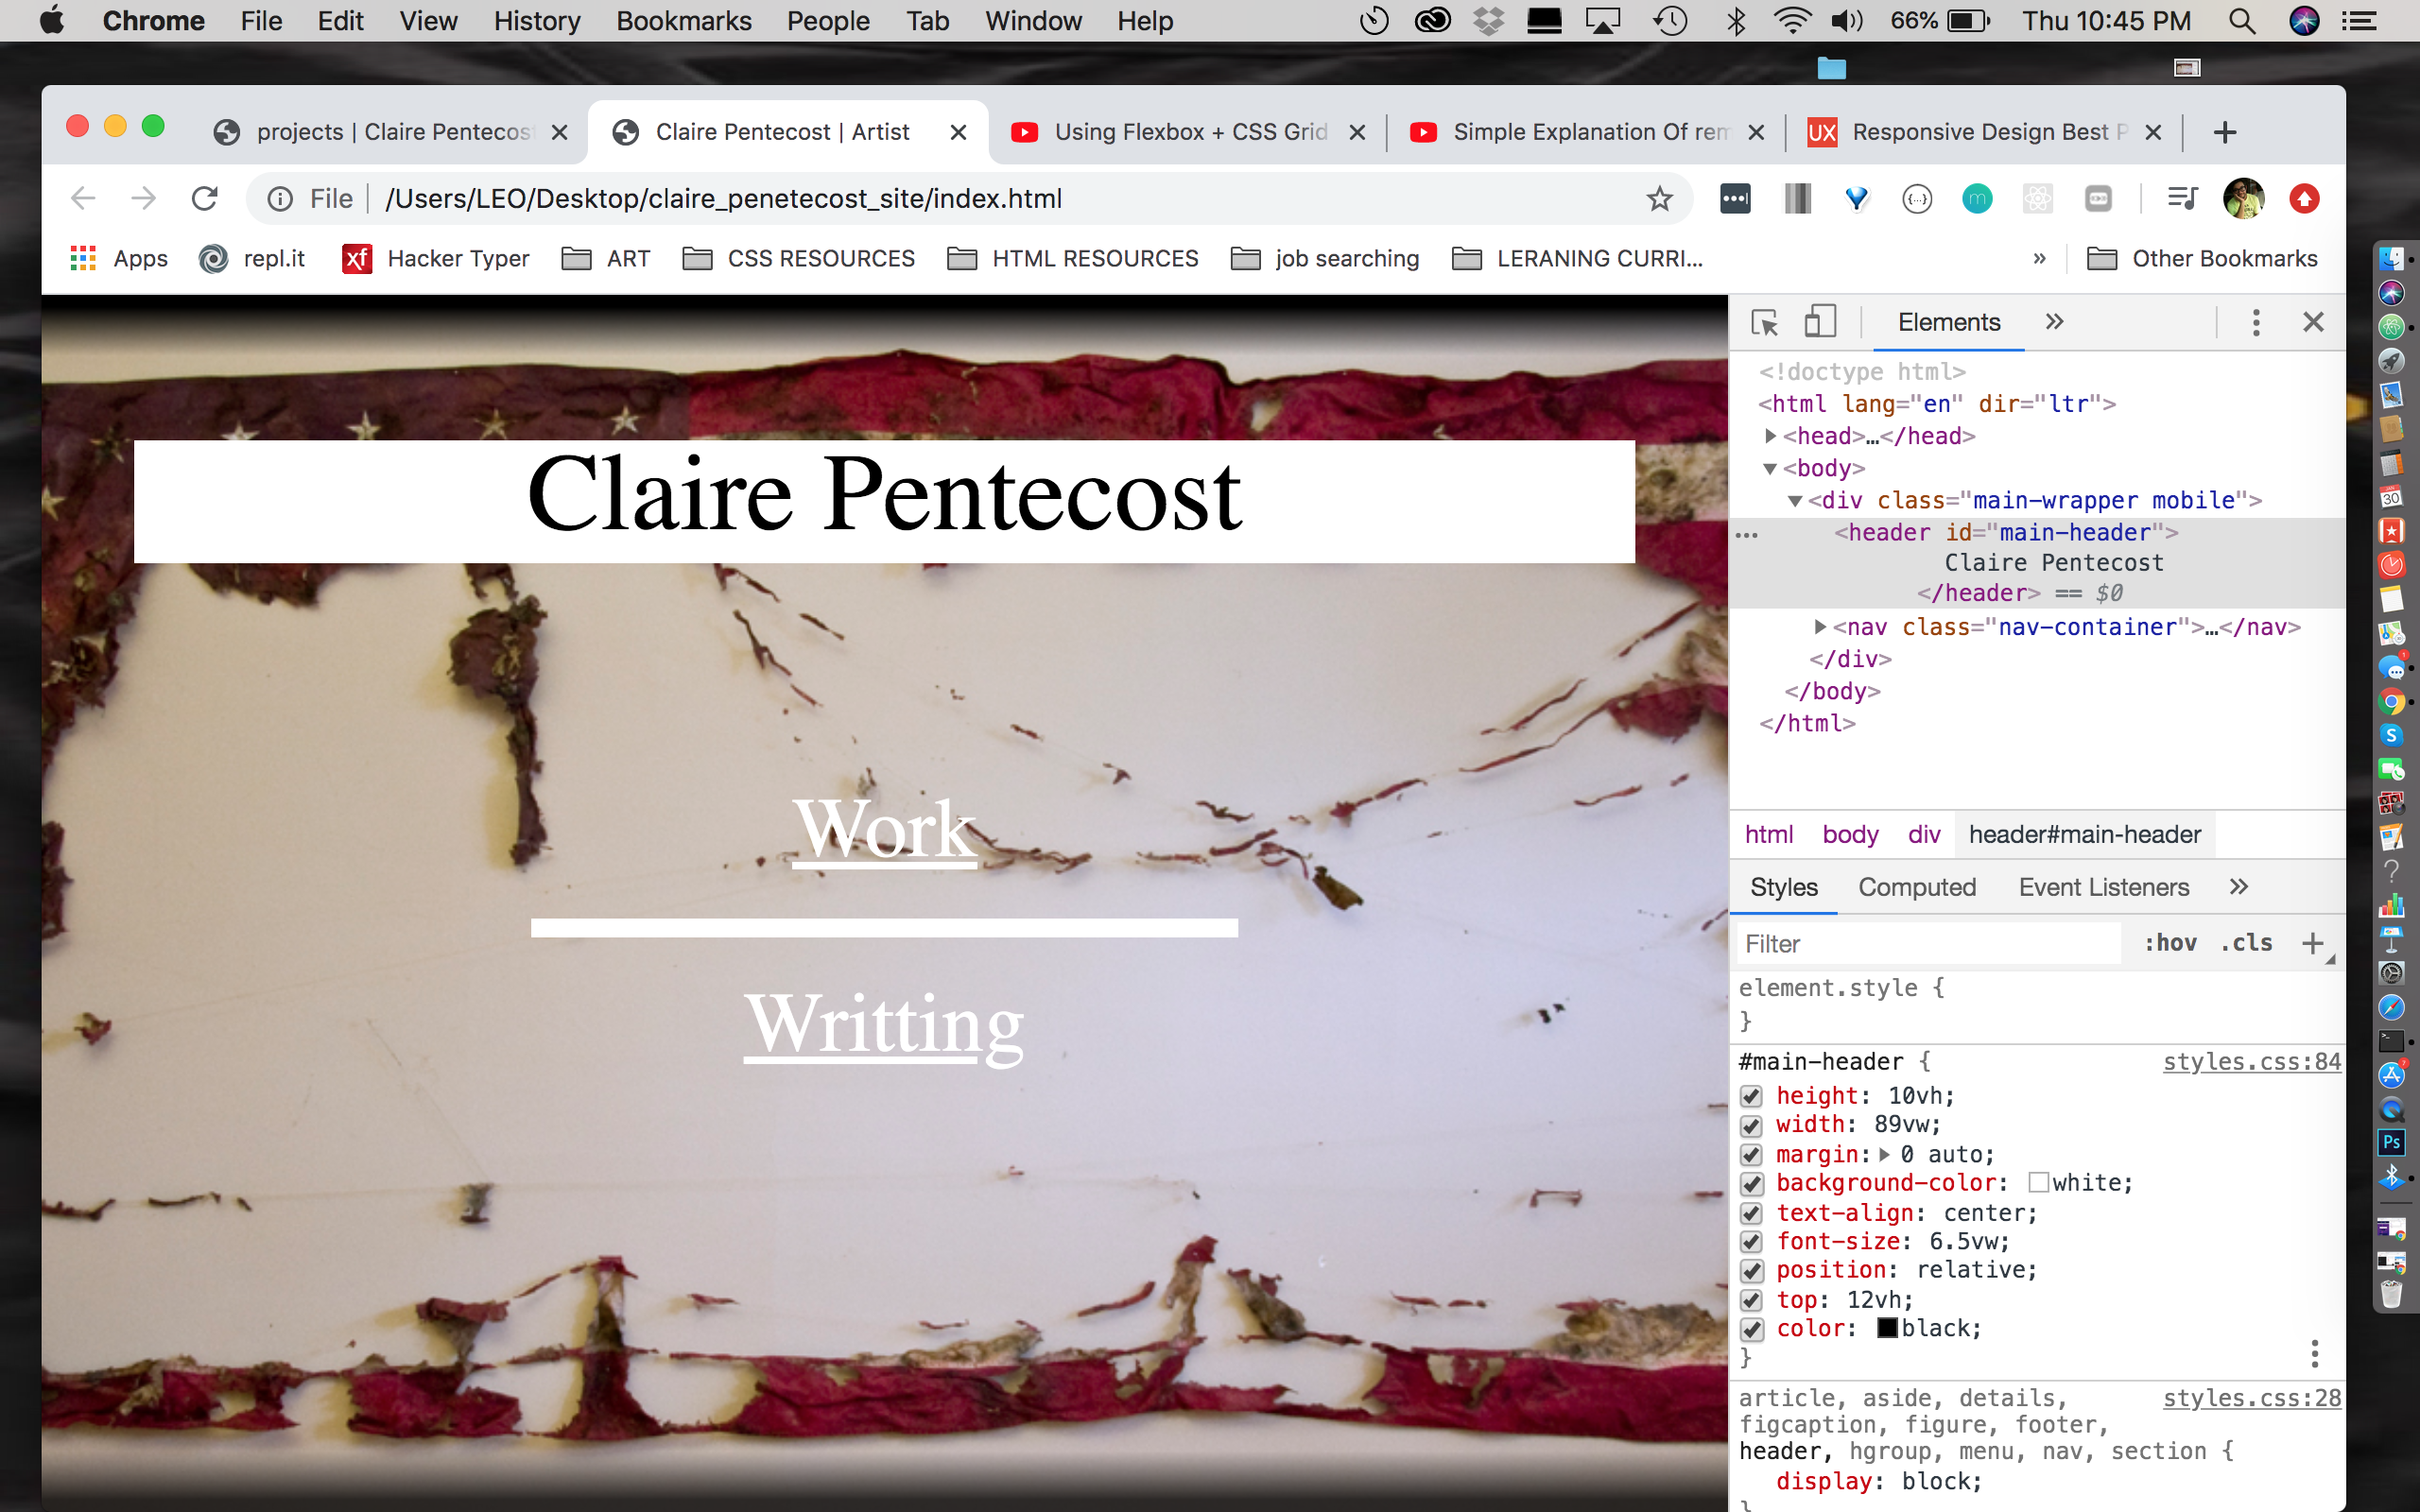 Chrome File Edit View History Bookmarks People Tab Window Help 66% Thu 10:45 PM
projects | Claire Pentecost Claire Pentecost | Artist Using Flexbox + CSS Grid Simple Explanation Of rem UX Responsive Design Best P
File /Users/LEO/Desktop/claire_penetecost_site/index.html
Apps repl.it xf Hacker Typer ART CSS RESOURCES HTML RESOURCES job searching LERANING CURRI... » Other Bookmarks
Claire Pentecost
Work
Writting
Elements »
<!doctype html>
<html lang="en" dir="ltr">
<head>…</head>
<body>
<div class="main-wrapper mobile">
<header id="main-header">
Claire Pentecost
</header> == $0
<nav class="nav-container">…</nav>
</div>
</body>
</html>
html body div header#main-header
Styles Computed Event Listeners »
Filter :hov .cls +
element.style {
}
#main-header { styles.css:84
height: 10vh;
width: 89vw;
margin: 0 auto;
background-color: white;
text-align: center;
font-size: 6.5vw;
position: relative;
top: 12vh;
color: black;
}
article, aside, details, styles.css:28
figcaption, figure, footer,
header, hgroup, menu, nav, section {
display: block;
}